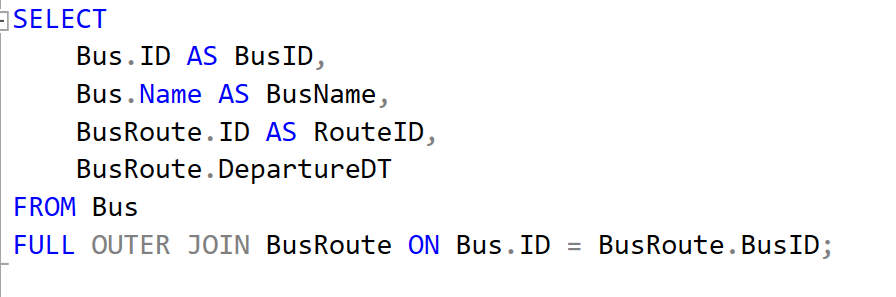 SELECT
Bus.ID AS BusID,
Bus.Name AS BusName,
BusRoute.ID AS RouteID,
BusRoute.DepartureDT
FROM Bus
FULL OUTER JOIN BusRoute ON Bus.ID = BusRoute.BusID;